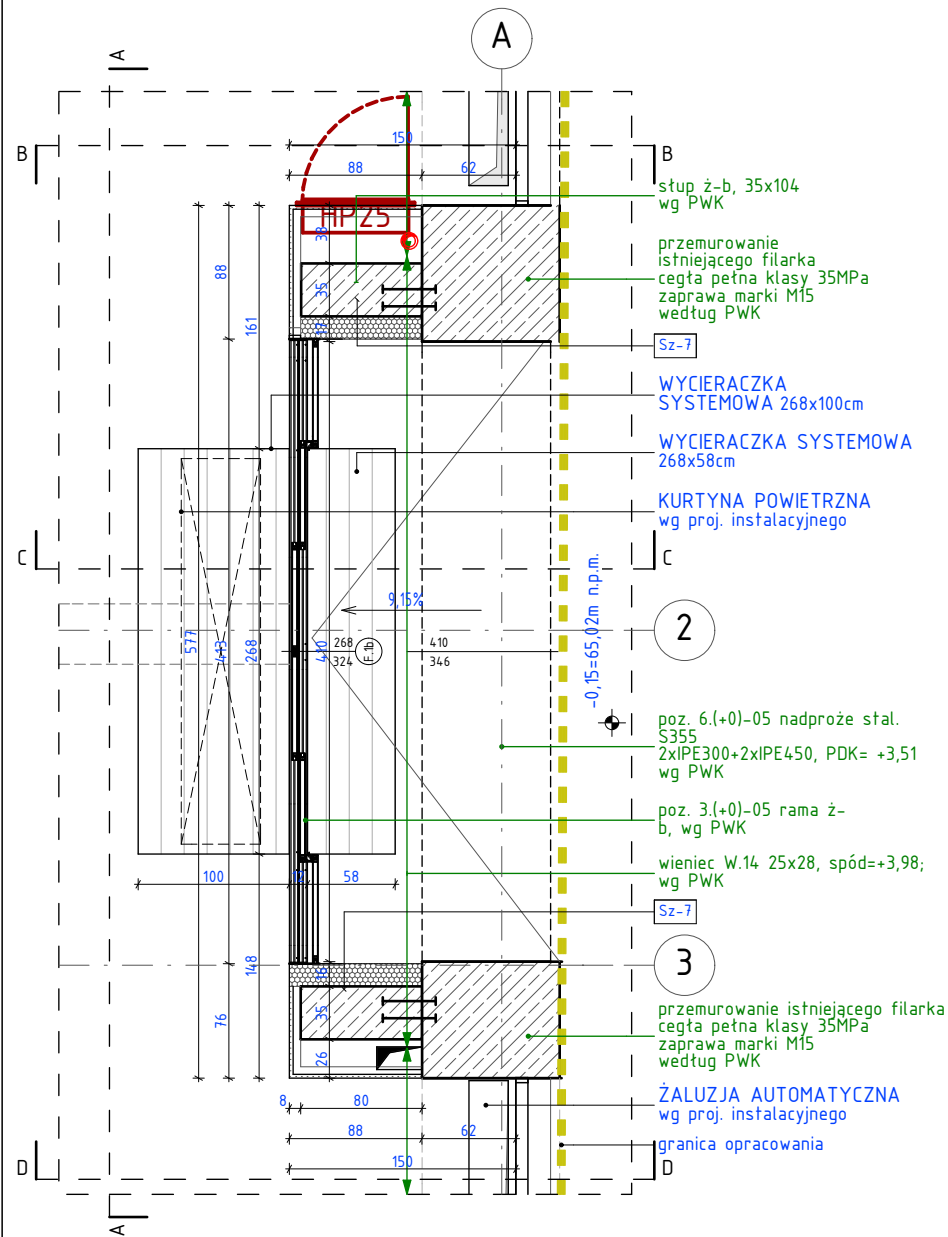 A
A
150
B
B
88
62
słup ż-b, 35x104
wg PWK
HP25
38
przemurowanie
istniejącego filarka
cegła pełna klasy 35MPa
zaprawa marki M15
według PWK
88
35
161
17
Sz-7
WYCIERACZKA
SYSTEMOWA 268x100cm
WYCIERACZKA SYSTEMOWA
268x58cm
KURTYNA POWIETRZNA
wg proj. instalacyjnego
C
C
9,15%
-0,15=65,02m n.p.m.
2
577
413
268
410
268
324
F.1b
410
346
poz. 6.(+0)-05 nadproże stal.
S355
2xIPE300+2xIPE450, PDK= +3,51
wg PWK
poz. 3.(+0)-05 rama ż-
b, wg PWK
wieniec W.14 25x28, spód=+3,98;
wg PWK
100
12
58
Sz-7
3
148
16
76
35
26
przemurowanie istniejącego filarka
cegła pełna klasy 35MPa
zaprawa marki M15
według PWK
8
80
ŻALUZJA AUTOMATYCZNA
wg proj. instalacyjnego
88
62
granica opracowania
150
D
D
A